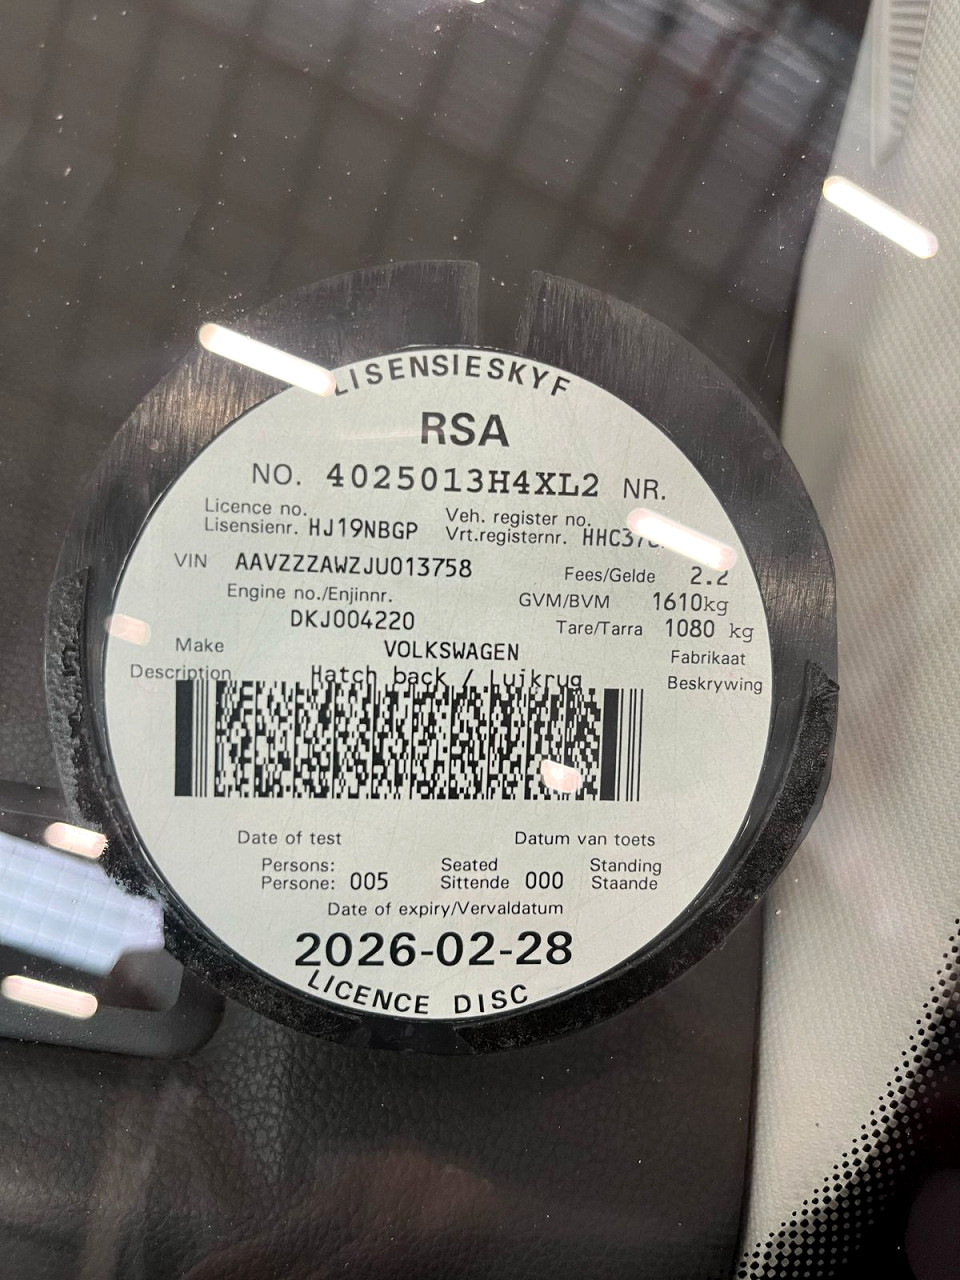 LISENSIESKYF
RSA
NO. 4025013H4XL2 NR.
Licence no. Veh. register no.
Lisensienr. HJ19NBGP Vrt.registernr.
VIN AAVZZZAWZJU013758 Fees/Gelde 2.2
Engine no./Enjinnr. GVM/BVM 1610kg
DKJ004220 Tare/Tarra 1080 kg
Make VOLKSWAGEN Fabrikaat
Description Hatch back / Luikrug Beskrywing
Date of test Datum van toets
Persons: Seated Standing
Persone: 005 Sittende 000 Staande
Date of expiry/Vervaldatum
2026-02-28
LICENCE DISC